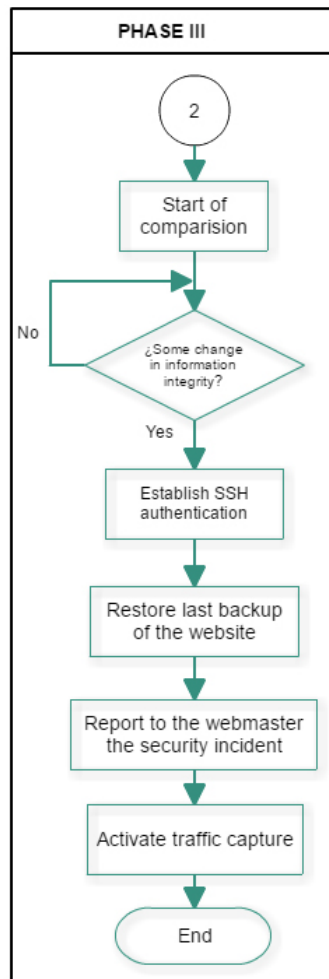 PHASE III
2
Start of
comparision
¿Some change
in information
integrity?
No
Yes
Establish SSH
authentication
Restore last backup
of the website
Report to the webmaster
the security incident
Activate traffic capture
End